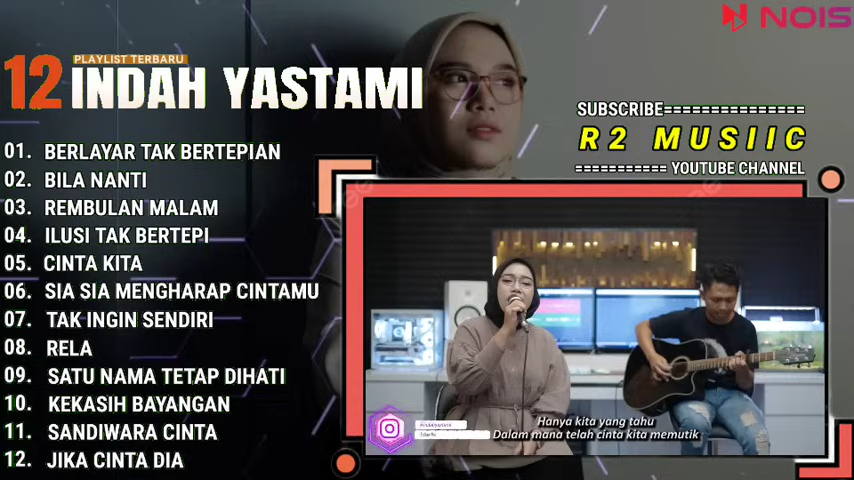 NOIS
PLAYLIST TERBARU
12 INDAH YASTAMI
SUBSCRIBE===============
R2 MUSIIC
=========== YOUTUBE CHANNEL
01. BERLAYAR TAK BERTEPIAN
02. BILA NANTI
03. REMBULAN MALAM
04. ILUSI TAK BERTEPI
05. CINTA KITA
06. SIA SIA MENGHARAP CINTAMU
07. TAK INGIN SENDIRI
08. RELA
09. SATU NAMA TETAP DIHATI
10. KEKASIH BAYANGAN
11. SANDIWARA CINTA
12. JIKA CINTA DIA
Hanya kita yang tahu
Dalam mana telah cinta kita memutik